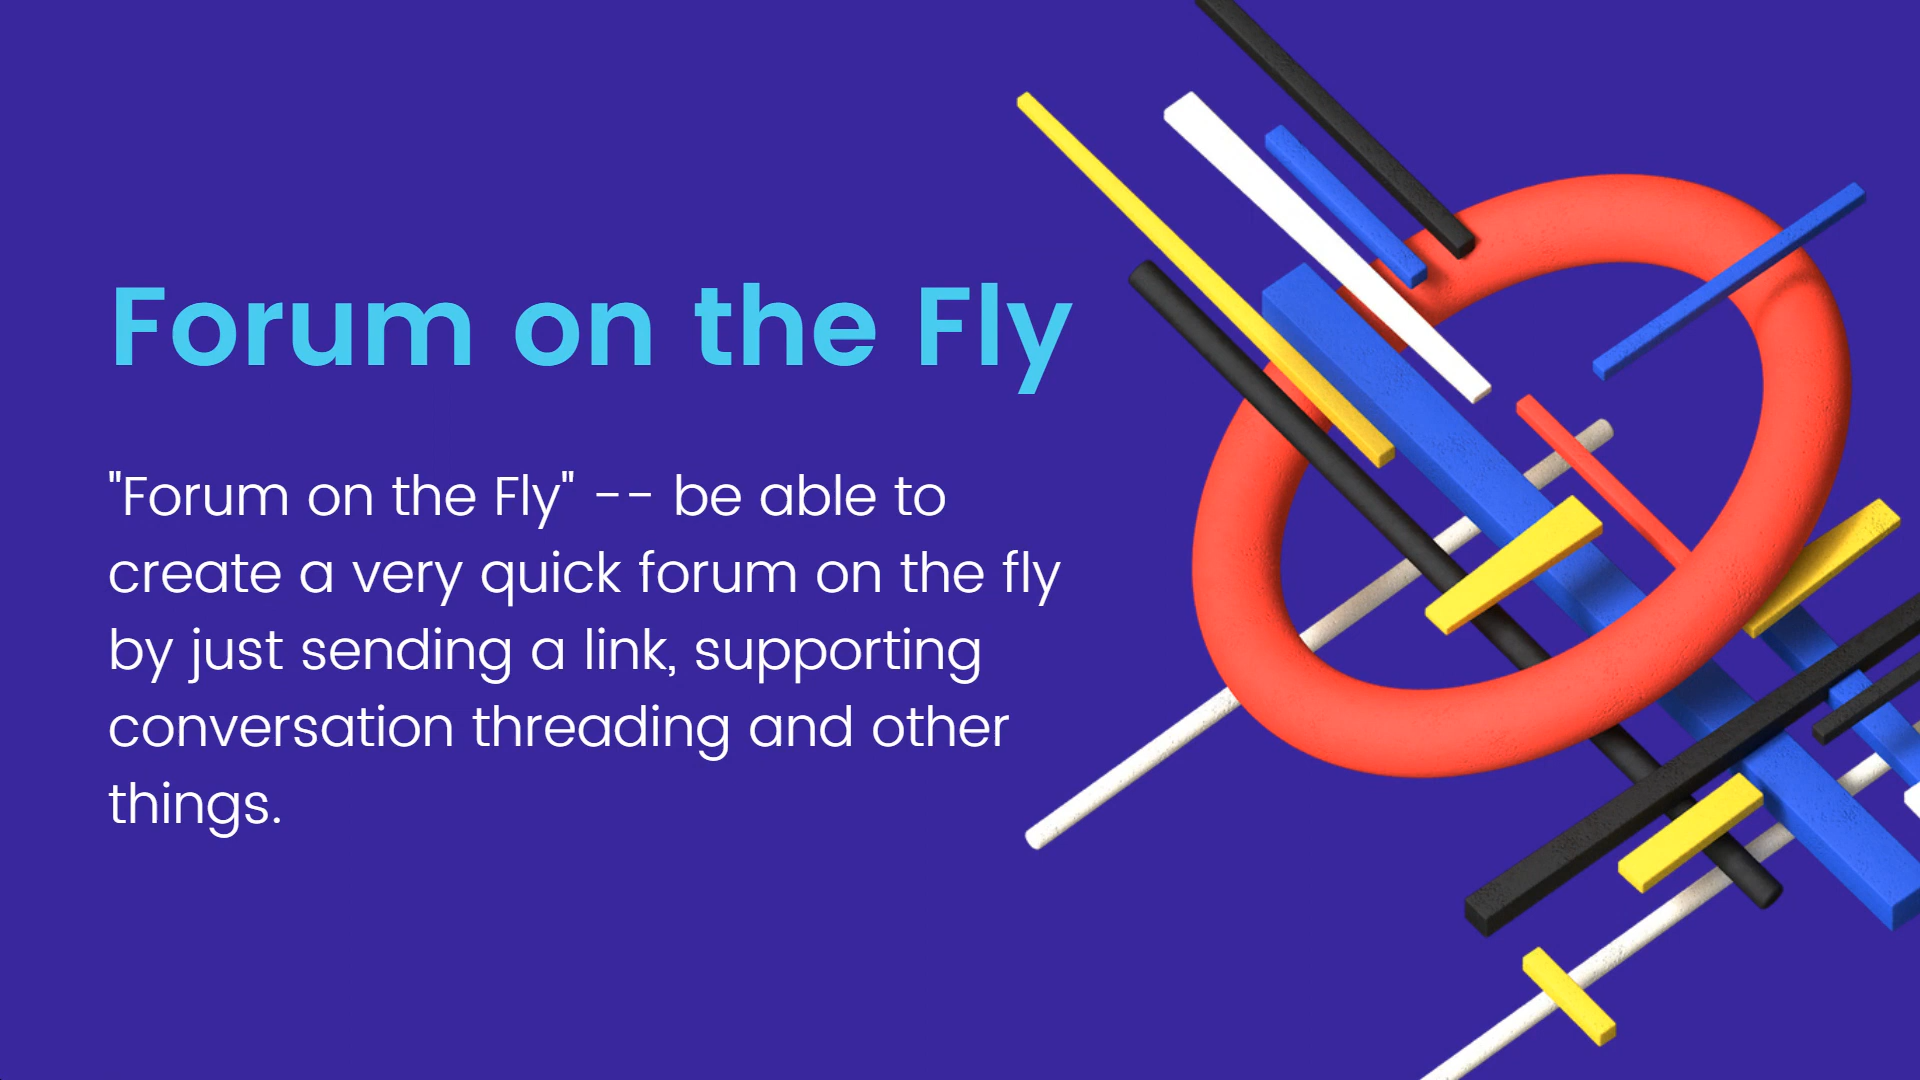 Forum on the Fly
"Forum on the Fly" -- be able to
create a very quick forum on the fly
by just sending a link, supporting
conversation threading and other
things.